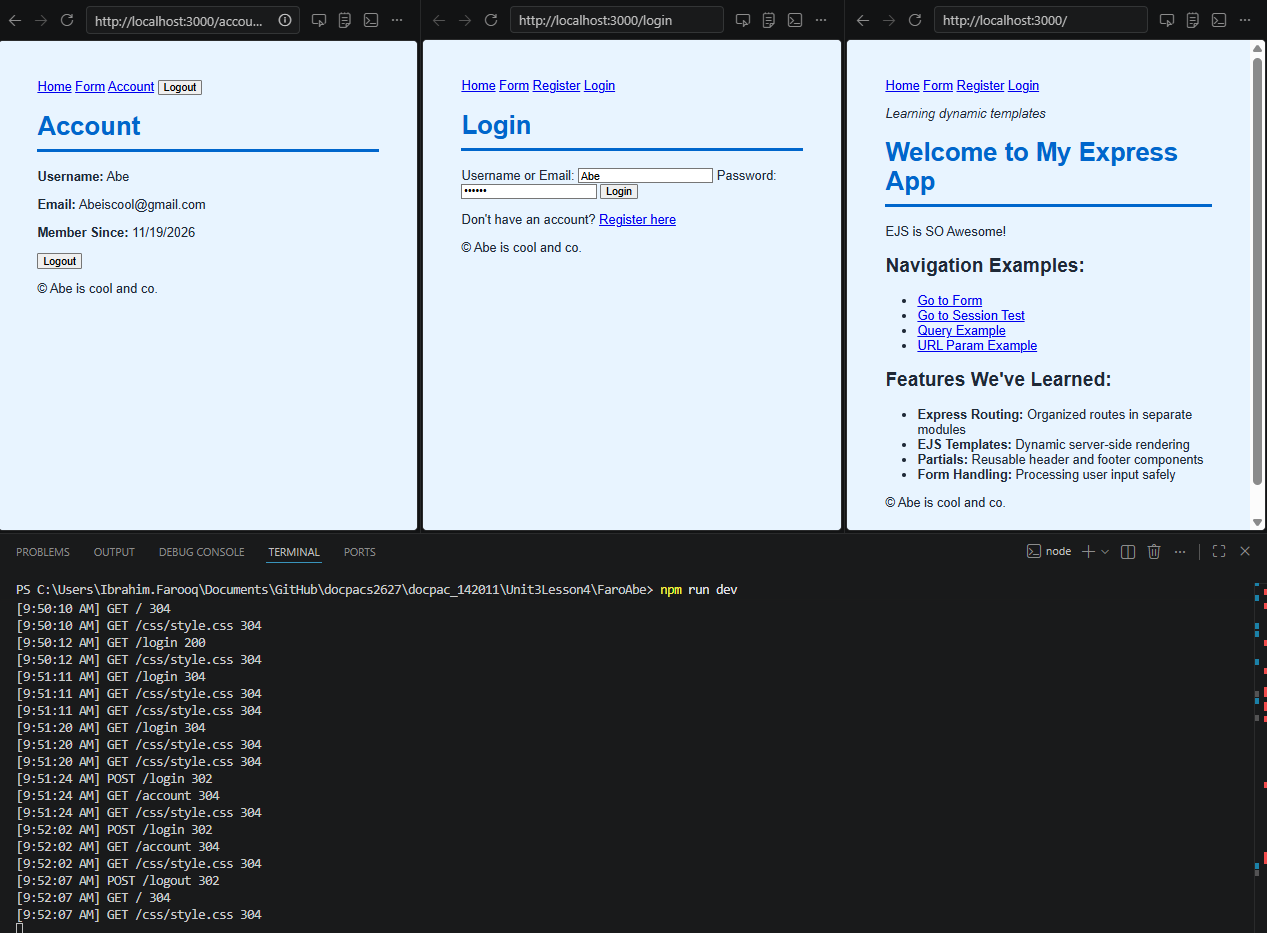 http://localhost:3000/accou...
Home Form Account Logout
Account
Username: Abe
Email: Abeiscool@gmail.com
Member Since: 11/19/2026
Logout
© Abe is cool and co.
http://localhost:3000/login
Home Form Register Login
Login
Username or Email: Abe Password:
•••••• Login
Don't have an account? Register here
© Abe is cool and co.
http://localhost:3000/
Home Form Register Login
Learning dynamic templates
Welcome to My Express
App
EJS is SO Awesome!
Navigation Examples:
• Go to Form
• Go to Session Test
• Query Example
• URL Param Example
Features We've Learned:
• Express Routing: Organized routes in separate
modules
• EJS Templates: Dynamic server-side rendering
• Partials: Reusable header and footer components
• Form Handling: Processing user input safely
© Abe is cool and co.
PROBLEMS OUTPUT DEBUG CONSOLE TERMINAL PORTS
node
PS C:\Users\Ibrahim.Farooq\Documents\GitHub\docpacs2627\docpac_142011\Unit3Lesson4\FaroAbe> npm run dev
[9:50:10 AM] GET / 304
[9:50:10 AM] GET /css/style.css 304
[9:50:12 AM] GET /login 200
[9:50:12 AM] GET /css/style.css 304
[9:51:11 AM] GET /login 304
[9:51:11 AM] GET /css/style.css 304
[9:51:11 AM] GET /css/style.css 304
[9:51:20 AM] GET /login 304
[9:51:20 AM] GET /css/style.css 304
[9:51:20 AM] GET /css/style.css 304
[9:51:24 AM] POST /login 302
[9:51:24 AM] GET /account 304
[9:51:24 AM] GET /css/style.css 304
[9:52:02 AM] POST /login 302
[9:52:02 AM] GET /account 304
[9:52:02 AM] GET /css/style.css 304
[9:52:07 AM] POST /logout 302
[9:52:07 AM] GET / 304
[9:52:07 AM] GET /css/style.css 304